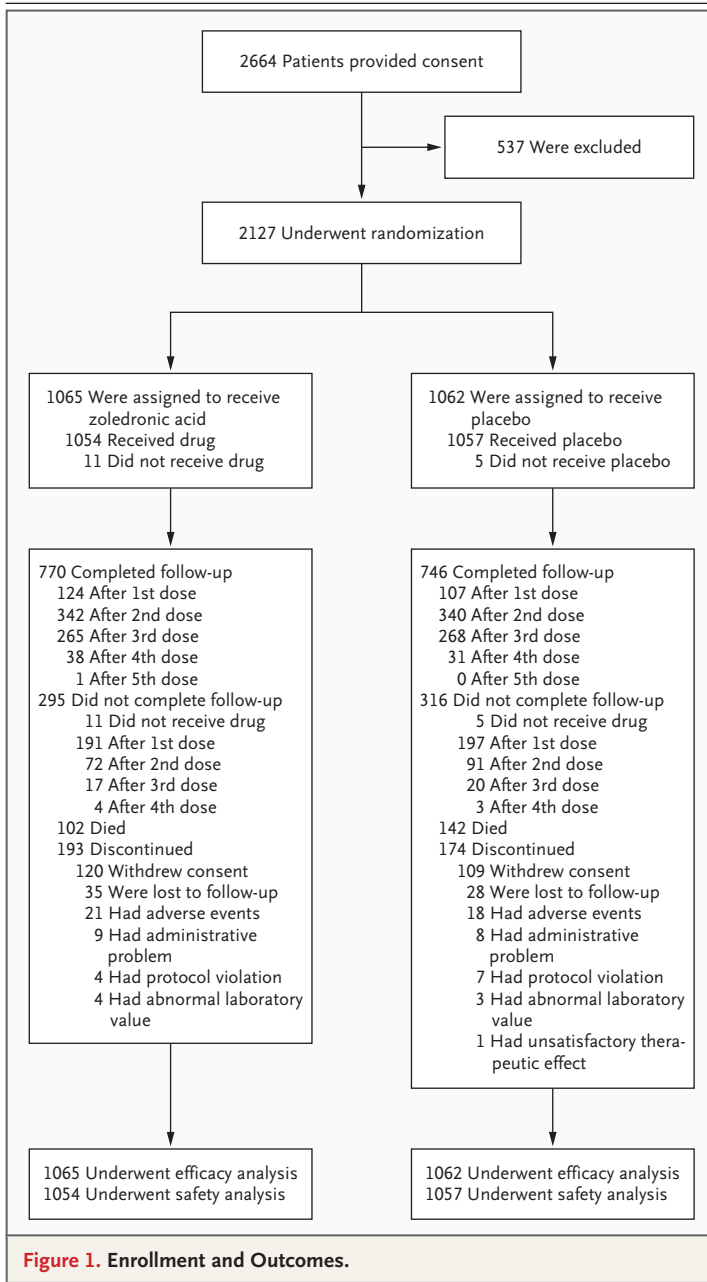 2664 Patients provided consent
537 Were excluded
2127 Underwent randomization
1065 Were assigned to receive
zoledronic acid
1054 Received drug
11 Did not receive drug
1062 Were assigned to receive
placebo
1057 Received placebo
5 Did not receive placebo
770 Completed follow-up
124 After 1st dose
342 After 2nd dose
265 After 3rd dose
38 After 4th dose
1 After 5th dose
295 Did not complete follow-up
11 Did not receive drug
191 After 1st dose
72 After 2nd dose
17 After 3rd dose
4 After 4th dose
102 Died
193 Discontinued
120 Withdrew consent
35 Were lost to follow-up
21 Had adverse events
9 Had administrative
problem
4 Had protocol violation
4 Had abnormal laboratory
value
746 Completed follow-up
107 After 1st dose
340 After 2nd dose
268 After 3rd dose
31 After 4th dose
0 After 5th dose
316 Did not complete follow-up
5 Did not receive drug
197 After 1st dose
91 After 2nd dose
20 After 3rd dose
3 After 4th dose
142 Died
174 Discontinued
109 Withdrew consent
28 Were lost to follow-up
18 Had adverse events
8 Had administrative
problem
7 Had protocol violation
3 Had abnormal laboratory
value
1 Had unsatisfactory thera-
peutic effect
1065 Underwent efficacy analysis
1054 Underwent safety analysis
1062 Underwent efficacy analysis
1057 Underwent safety analysis
Figure 1. Enrollment and Outcomes.